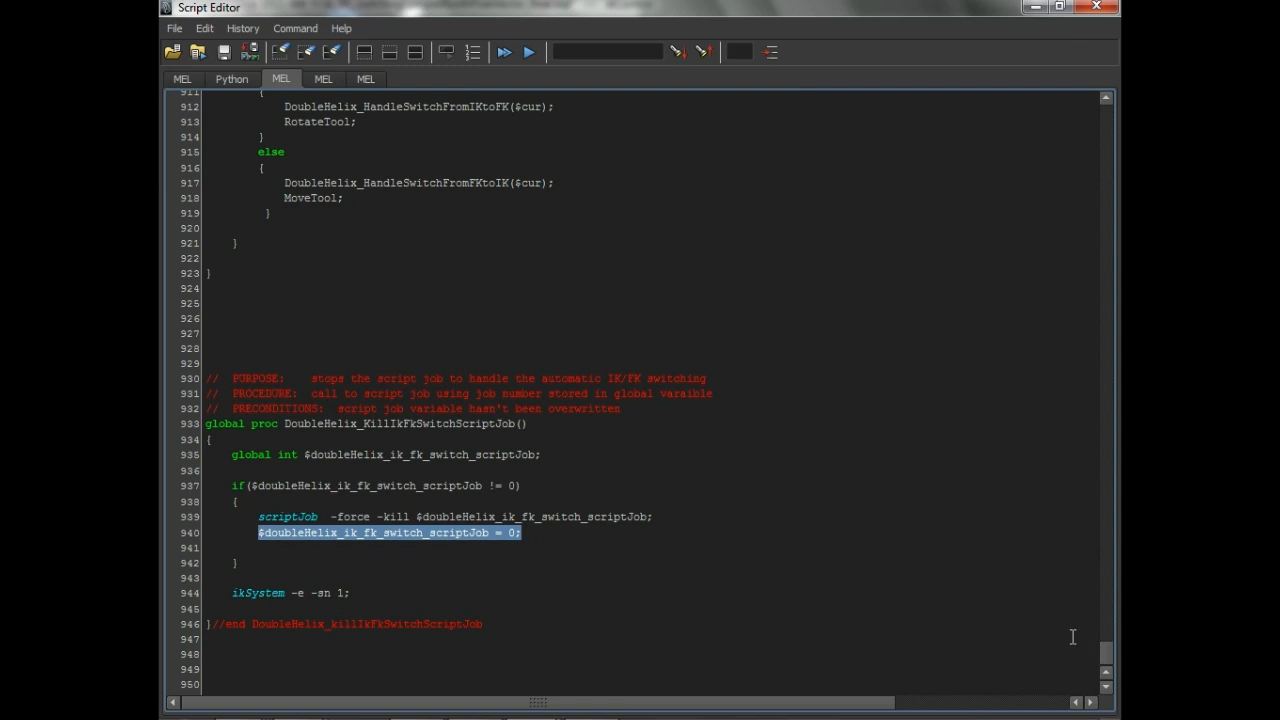 Script Editor
File Edit History Command Help
MEL Python MEL MEL MEL
911 {
912 DoubleHelix_HandleSwitchFromIKtoFK($cur);
913 RotateTool;
914 }
915 else
916 {
917 DoubleHelix_HandleSwitchFromFKtoIK($cur);
918 MoveTool;
919 }
920
921 }
922
923 }
924
925
926
927
928
929
930 // PURPOSE: stops the script job to handle the automatic IK/FK switching
931 // PROCEDURE: call to script job using job number stored in global varaible
932 // PRECONDITIONS: script job variable hasn't been overwritten
933 global proc DoubleHelix_KillIkFkSwitchScriptJob()
934 {
935 global int $doubleHelix_ik_fk_switch_scriptJob;
936
937 if($doubleHelix_ik_fk_switch_scriptJob != 0)
938 {
939 scriptJob -force -kill $doubleHelix_ik_fk_switch_scriptJob;
940 $doubleHelix_ik_fk_switch_scriptJob = 0;
941
942 }
943
944 ikSystem -e -sn 1;
945
946 }//end DoubleHelix_killIkFkSwitchScriptJob
947
948
949
950